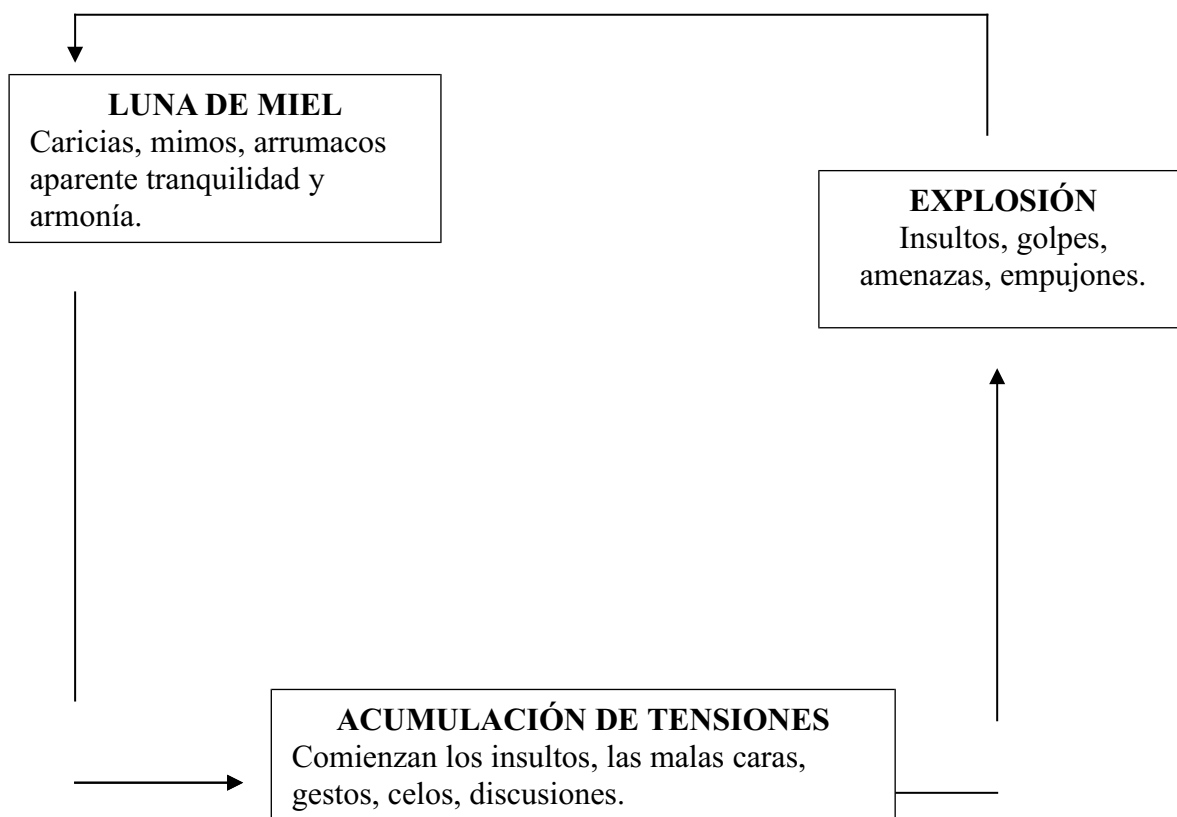 LUNA DE MIEL
Caricias, mimos, arrumacos
aparente tranquilidad y
armonía.
EXPLOSIÓN
Insultos, golpes,
amenazas, empujones.
ACUMULACIÓN DE TENSIONES
Comienzan los insultos, las malas caras,
gestos, celos, discusiones.